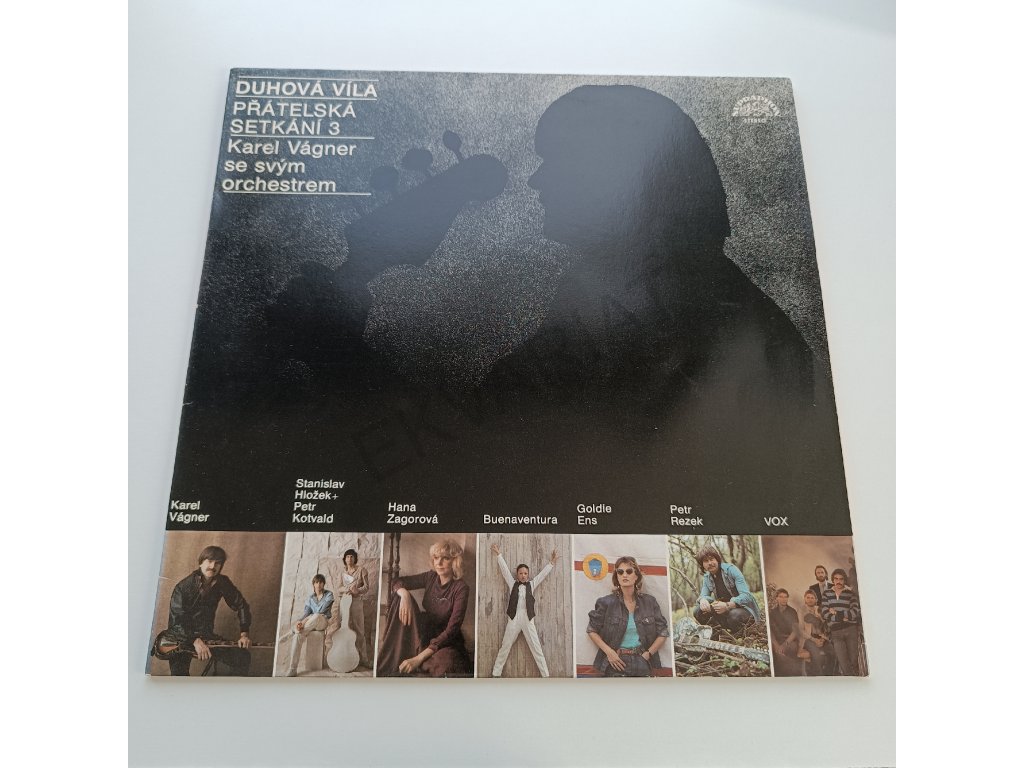 DUHOVÁ VÍLA
PŘÁTELSKÁ
SETKÁNÍ 3
Karel Vágner
se svým
orchestrem
STEREO
Karel
Vágner
Stanislav
Hložek+
Petr
Kotvald
Hana
Zagorová
Buenaventura
Goldie
Ens
Petr
Rezek
VOX